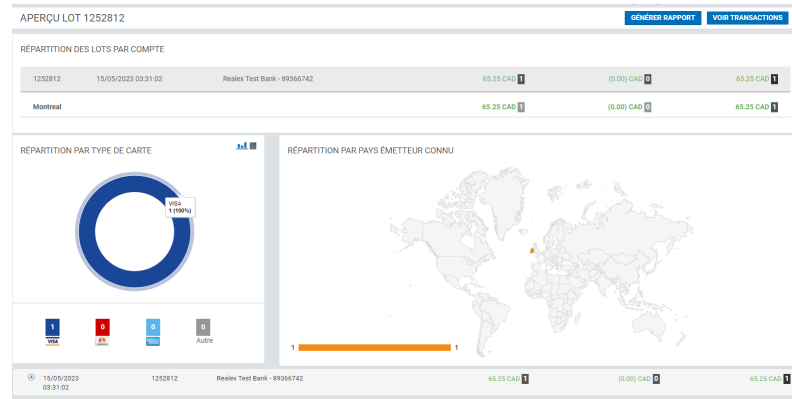 APERÇU LOT 1252812
GÉNÉRER RAPPORT VOIR TRANSACTIONS
RÉPARTITION DES LOTS PAR COMPTE
1252812 15/05/2023 03:31:02 Realex Test Bank - 89366742 65.25 CAD 1 (0.00) CAD 0 65.25 CAD 1
Montreal 65.25 CAD 1 (0.00) CAD 0 65.25 CAD 1
RÉPARTITION PAR TYPE DE CARTE
VISA
1 (100%)
1 0 0 0
VISA Autre
RÉPARTITION PAR PAYS ÉMETTEUR CONNU
1 1
15/05/2023 1252812 Realex Test Bank - 89366742 65.25 CAD 1 (0.00) CAD 0 65.25 CAD 1
03:31:02